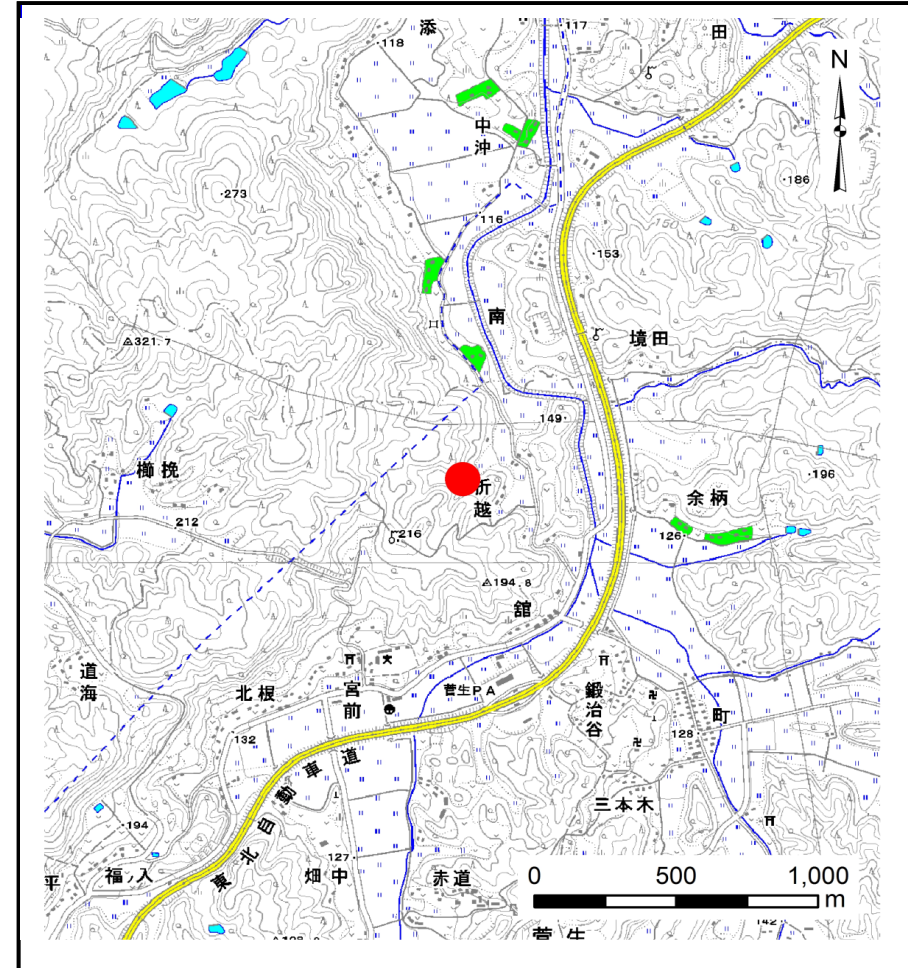 添
118
117
田
N
中沖
273
186
116
150
153
南
321.7
境田
149
櫛挽
196
折越
余柄
212
216
126
194.8
舘
道海
北根
宮前
菅生PA
鍛冶谷
町
132
128
三本木
東北自動車道
194
127
福ノ入
畑中
赤道
平
0 500 1,000
m
142
菅生